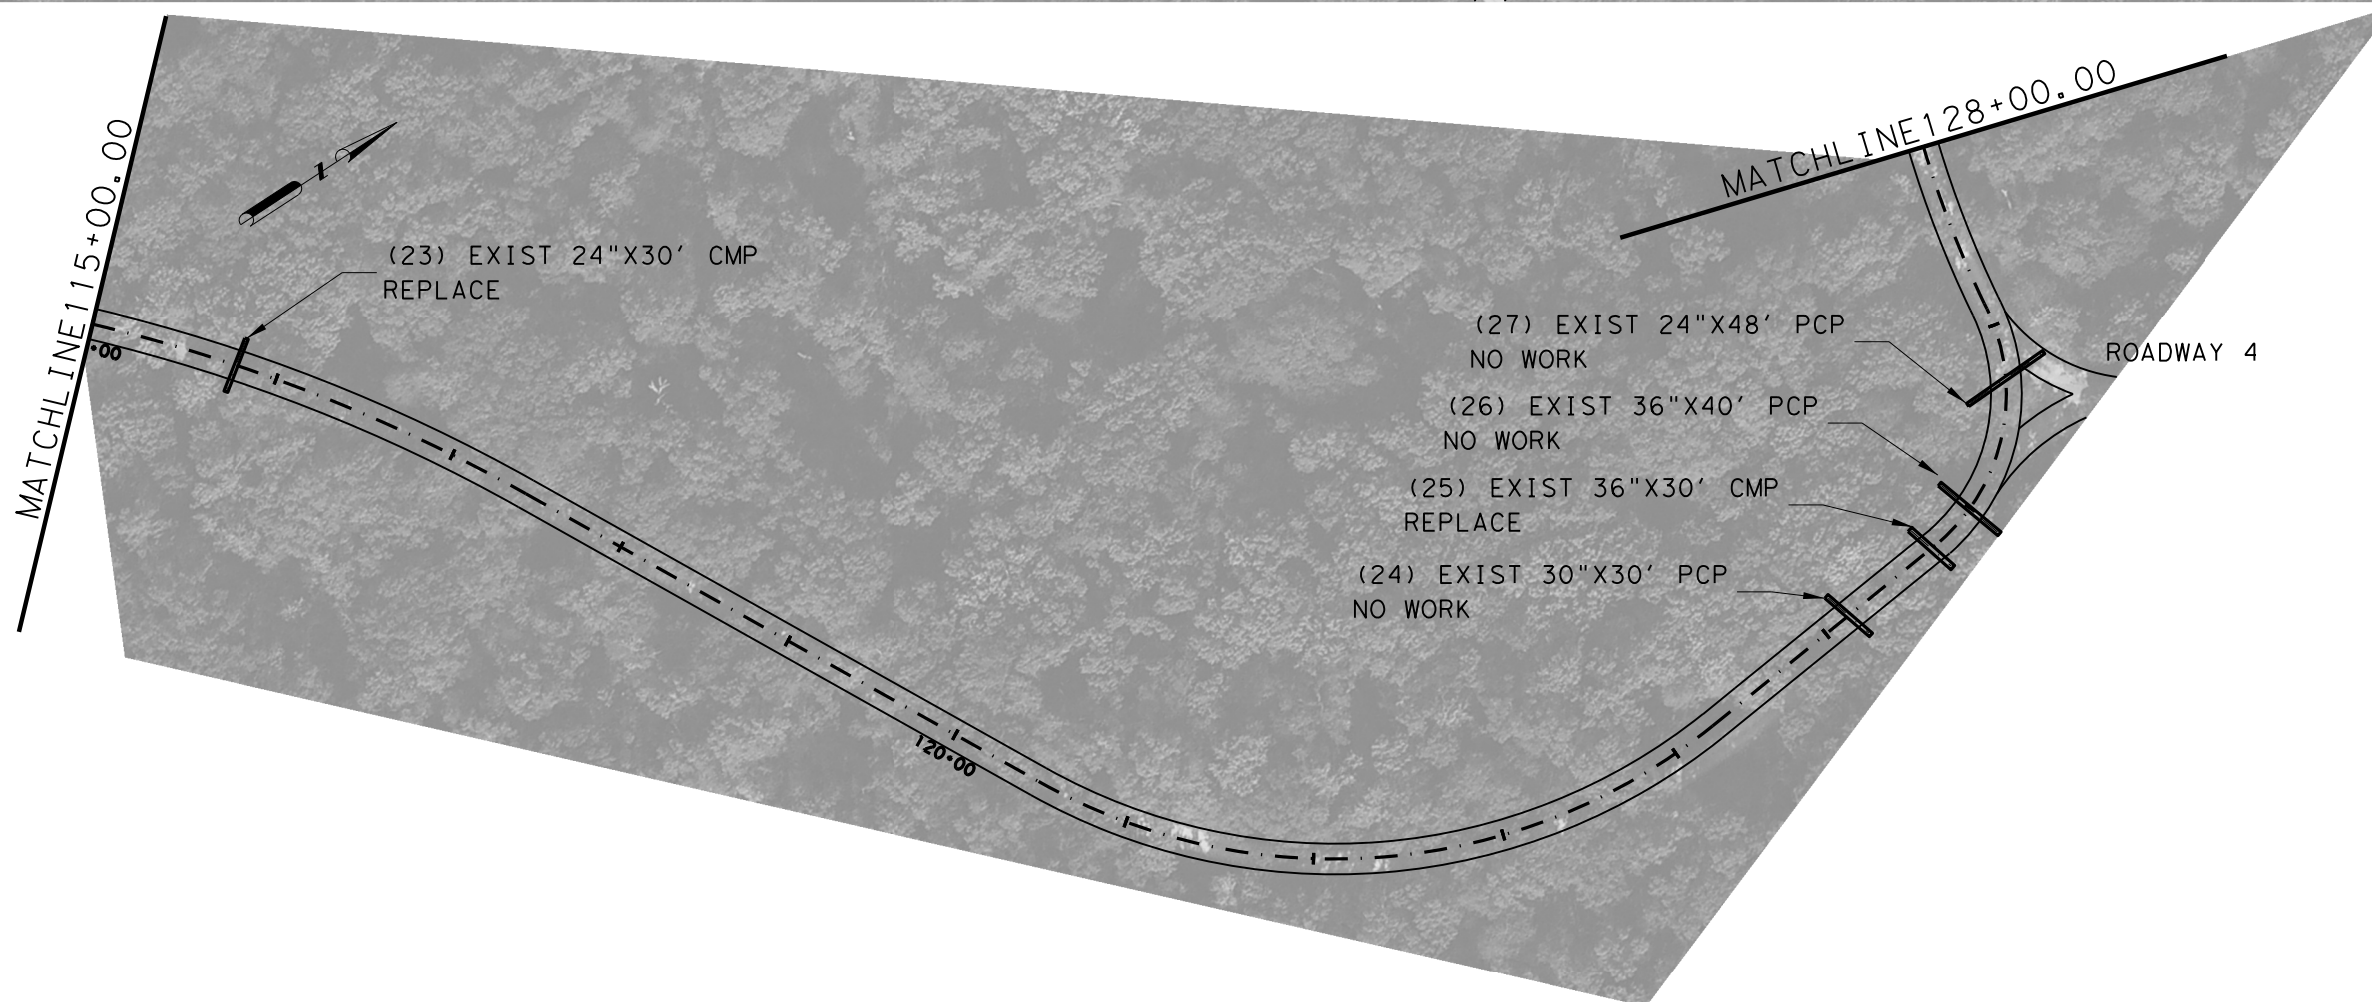 MATCHLINE115+00.00
MATCHLINE128+00.00
(23) EXIST 24"X30' CMP
REPLACE
+00
(27) EXIST 24"X48' PCP
NO WORK
ROADWAY 4
(26) EXIST 36"X40' PCP
NO WORK
(25) EXIST 36"X30' CMP
REPLACE
(24) EXIST 30"X30' PCP
NO WORK
120+00